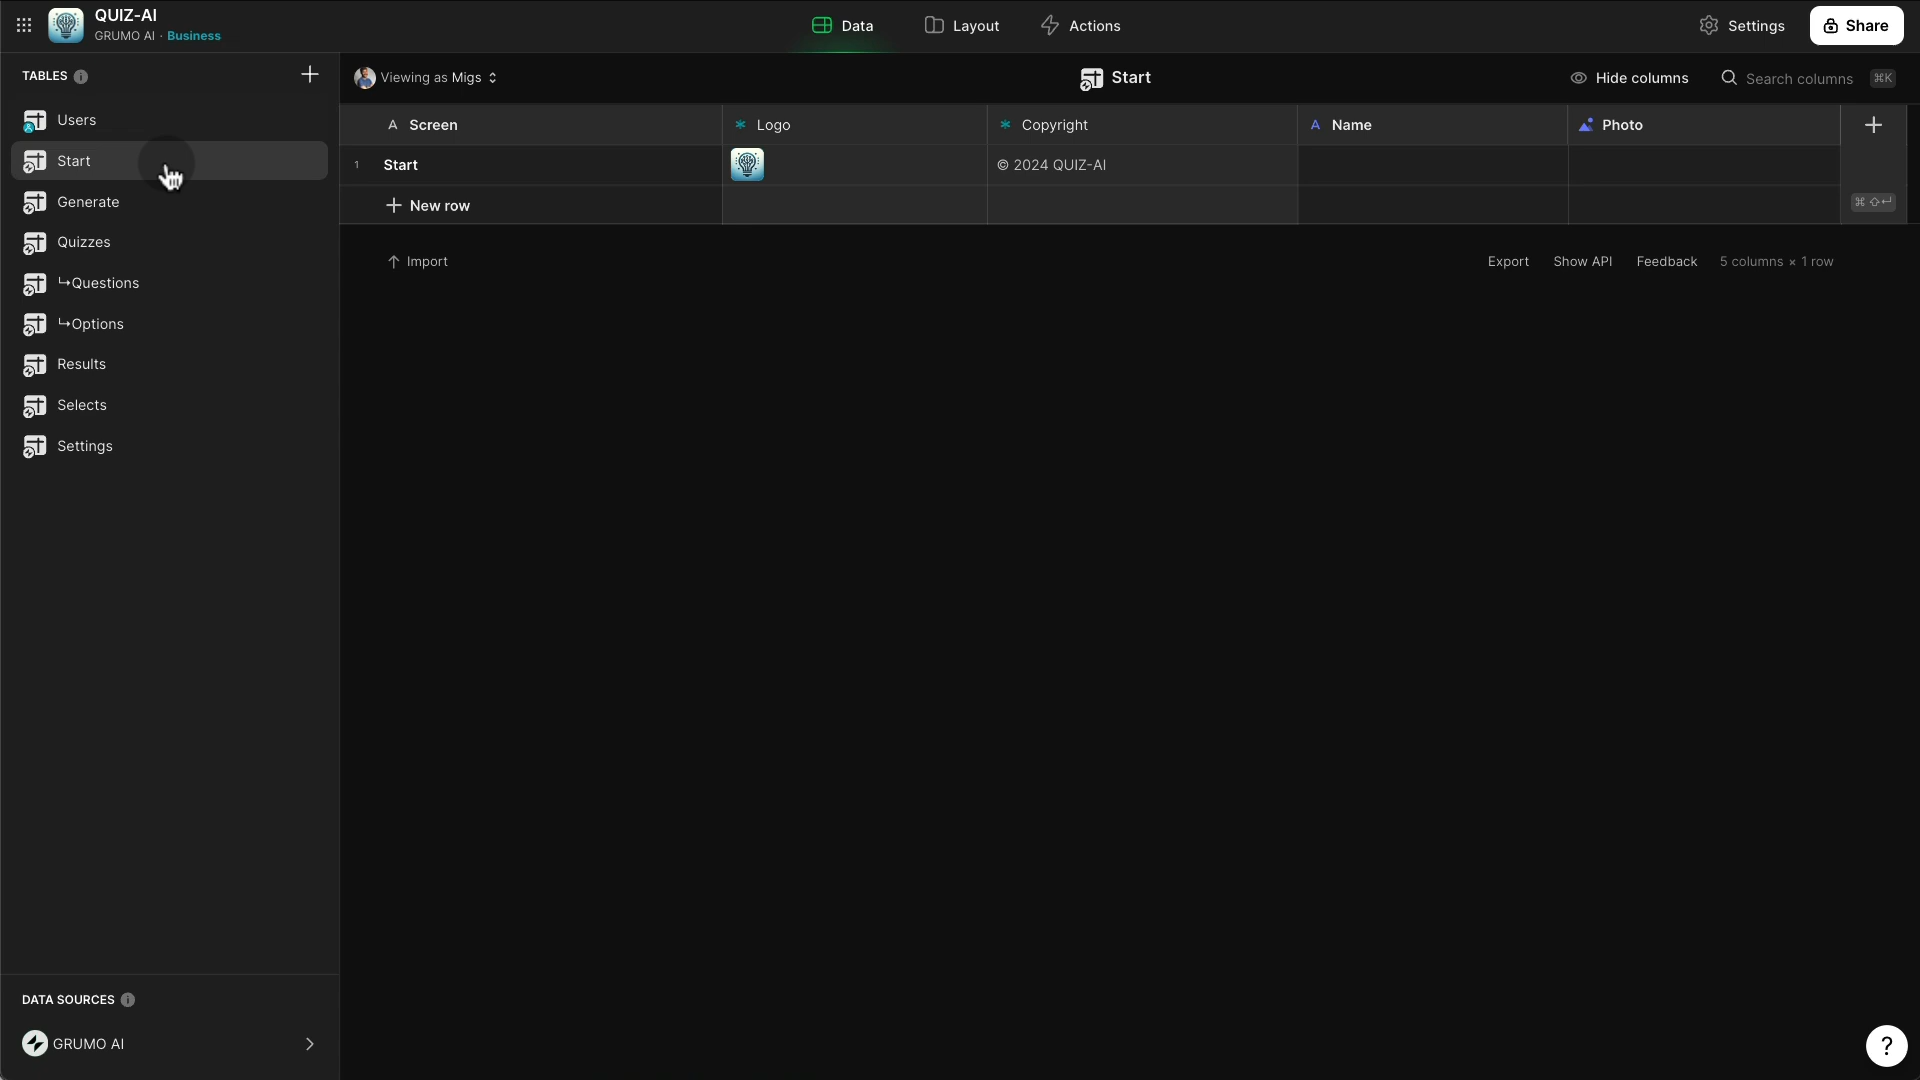 QUIZ-AI
GRUMO AI · Business
Data
Layout
Actions
Settings
Share
TABLES
Users
Start
Generate
Quizzes
↳Questions
↳Options
Results
Selects
Settings
DATA SOURCES
GRUMO AI
Viewing as Migs
Start
Hide columns
Search columns ⌘K
A Screen
Logo
Copyright
A Name
Photo
1 Start
© 2024 QUIZ-AI
New row
⌘ ⇧ ↵
Import
Export
Show API
Feedback
5 columns × 1 row
?